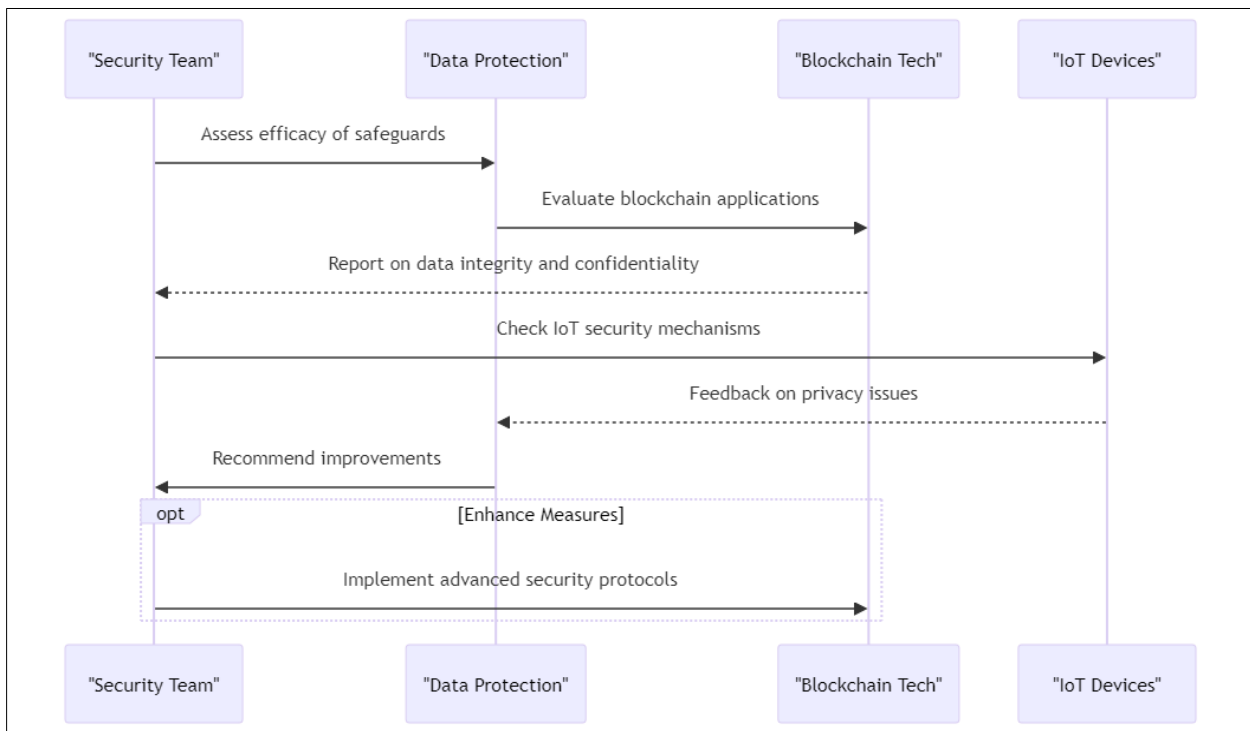 "Security Team"
"Data Protection"
"Blockchain Tech"
"IoT Devices"
Assess efficacy of safeguards
Evaluate blockchain applications
Report on data integrity and confidentiality
Check IoT security mechanisms
Feedback on privacy issues
Recommend improvements
opt
[Enhance Measures]
Implement advanced security protocols
"Security Team"
"Data Protection"
"Blockchain Tech"
"IoT Devices"